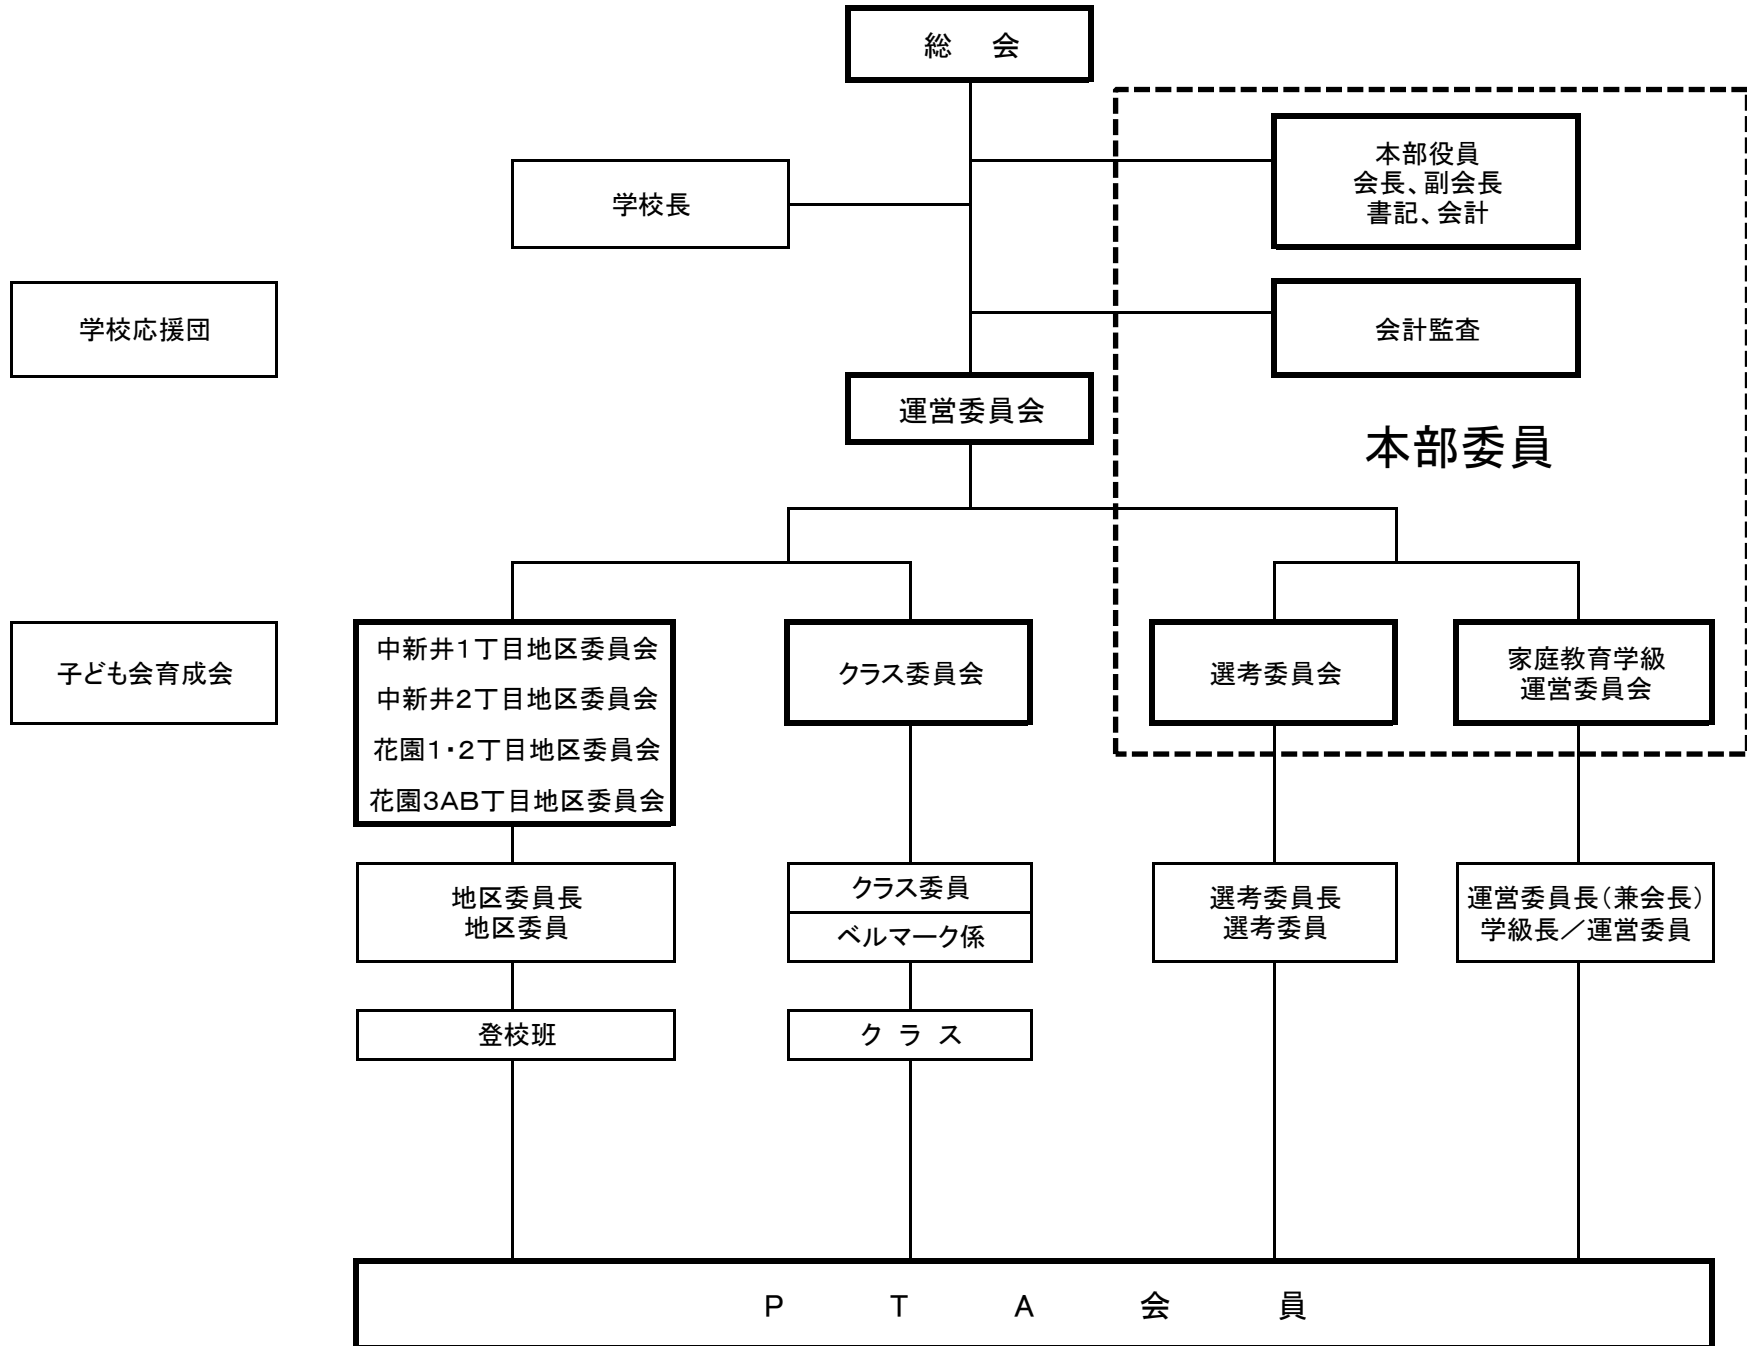 総　会
本部役員
会長、副会長
書記、会計
学校長
学校応援団
会計監査
運営委員会
本部委員
子ども会育成会
中新井1丁目地区委員会
中新井2丁目地区委員会
花園1・2丁目地区委員会
花園3AB丁目地区委員会
クラス委員会
選考委員会
家庭教育学級
運営委員会
地区委員長
地区委員
クラス委員
ベルマーク係
選考委員長
選考委員
運営委員長（兼会長）
学級長／運営委員
登校班
ク ラ ス
P T A 会 員